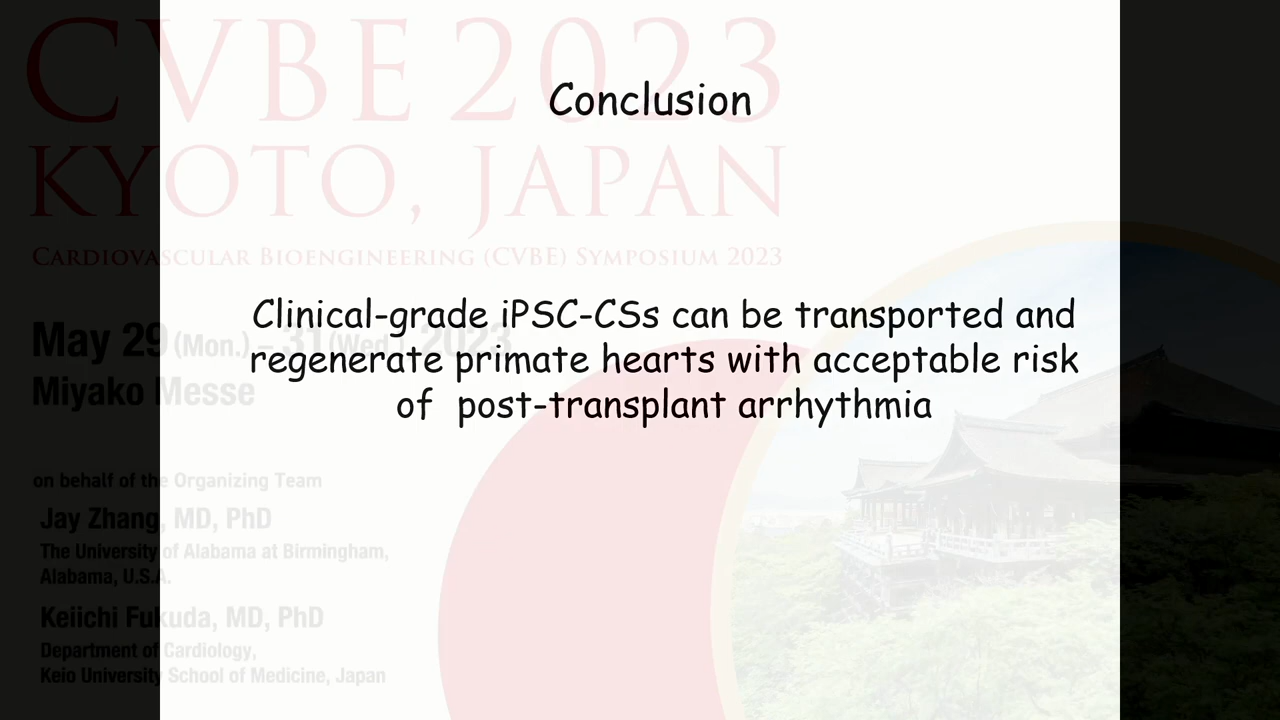 CVBE 2023
KYOTO, JAPAN
CARDIOVASCULAR BIOENGINEERING (CVBE) SYMPOSIUM 2023
May 29 (Mon.) – 31 (Wed.), 2023
Miyako Messe
on behalf of the Organizing Team
Jay Zhang, MD, PhD
The University of Alabama at Birmingham,
Alabama, U.S.A.
Keiichi Fukuda, MD, PhD
Department of Cardiology,
Keio University School of Medicine, Japan
Conclusion
Clinical-grade iPSC-CSs can be transported and
regenerate primate hearts with acceptable risk
of post-transplant arrhythmia